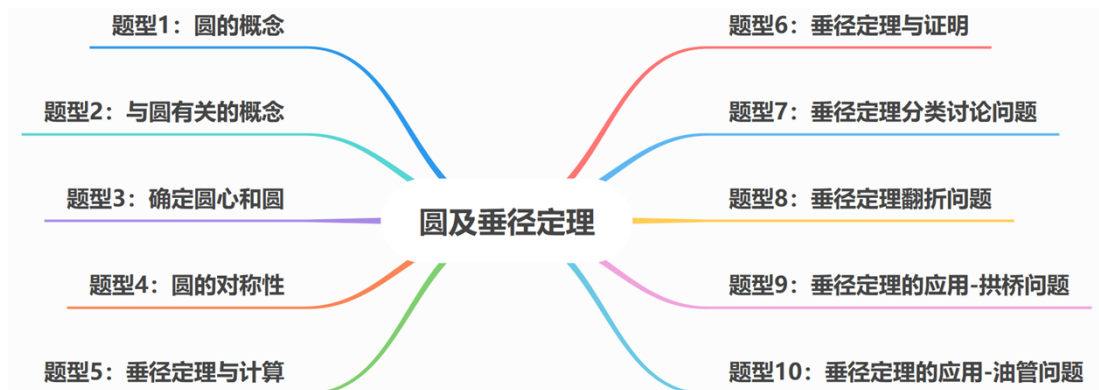 题型1：圆的概念
题型2：与圆有关的概念
题型3：确定圆心和圆
题型4：圆的对称性
题型5：垂径定理与计算
圆及垂径定理
题型6：垂径定理与证明
题型7：垂径定理分类讨论问题
题型8：垂径定理翻折问题
题型9：垂径定理的应用-拱桥问题
题型10：垂径定理的应用-油管问题